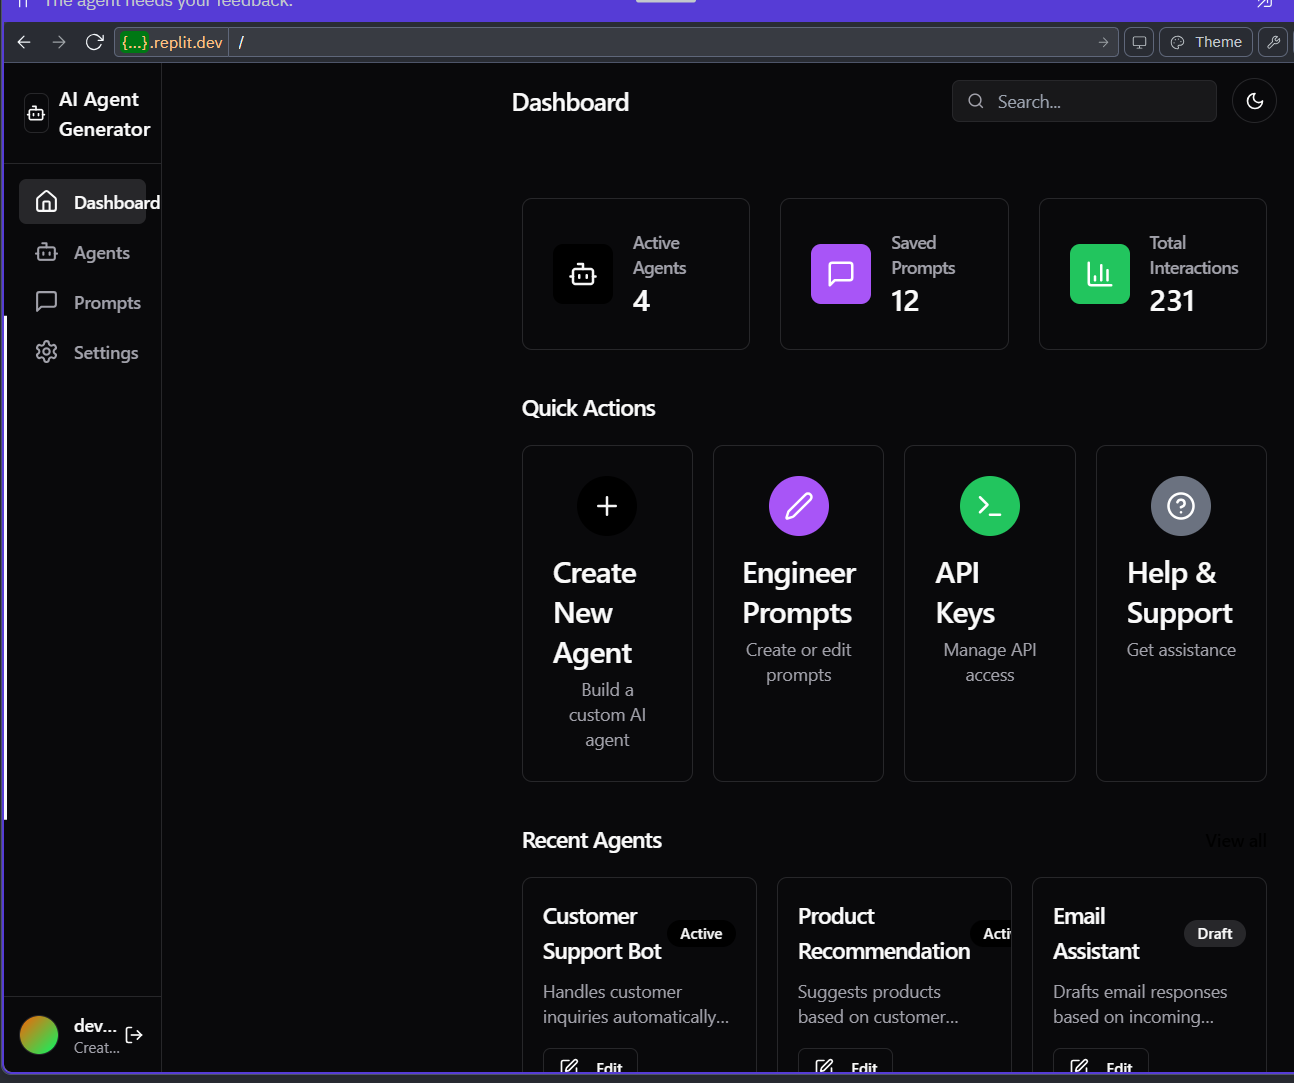 The agent needs your feedback.
{...}.replit.dev /
Theme
AI Agent
Generator
Dashboard
Search...
Dashboard
Agents
Prompts
Settings
Active
Agents
4
Saved
Prompts
12
Total
Interactions
231
Quick Actions
Create
New
Agent
Build a
custom AI
agent
Engineer
Prompts
Create or edit
prompts
API
Keys
Manage API
access
Help &
Support
Get assistance
Recent Agents
View all
Customer
Support Bot
Active
Handles customer
inquiries automatically...
Edit
Product
Recommendation
Acti
Suggests products
based on customer...
Edit
Email
Assistant
Draft
Drafts email responses
based on incoming...
Edit
dev...
Creat...